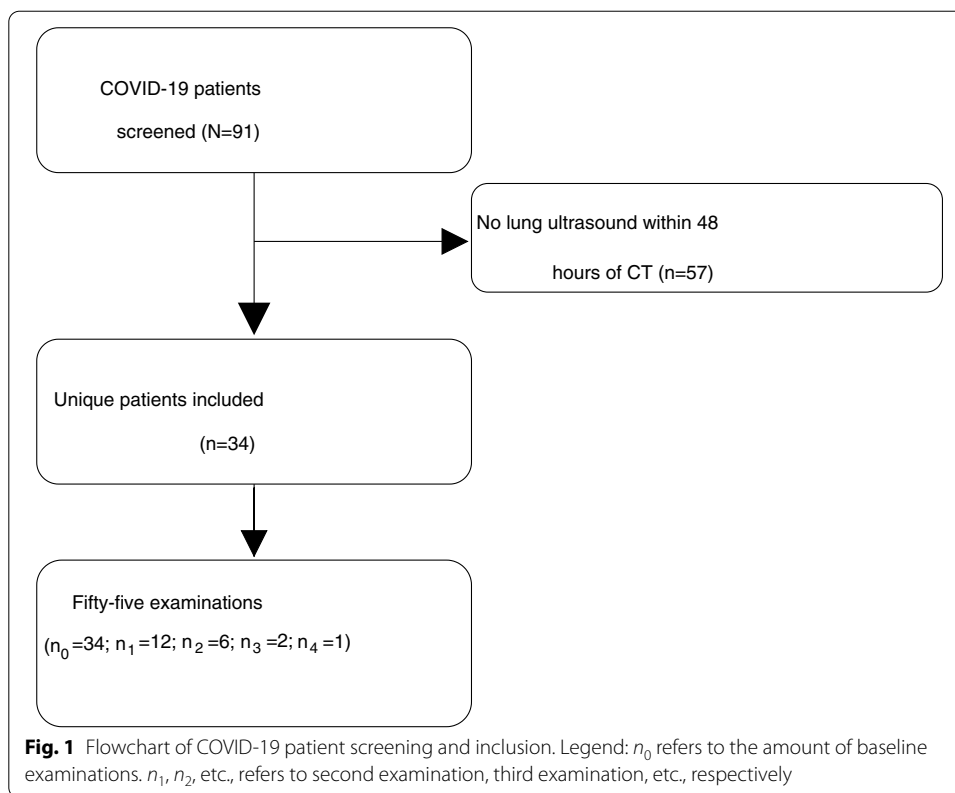 COVID-19 patients
screened (N=91)
No lung ultrasound within 48
hours of CT (n=57)
Unique patients included
(n=34)
Fifty-five examinations
(n0 =34; n1 =12; n2 =6; n3 =2; n4 =1)
Fig. 1 Flowchart of COVID-19 patient screening and inclusion. Legend: n0 refers to the amount of baseline
examinations. n1, n2, etc., refers to second examination, third examination, etc., respectively